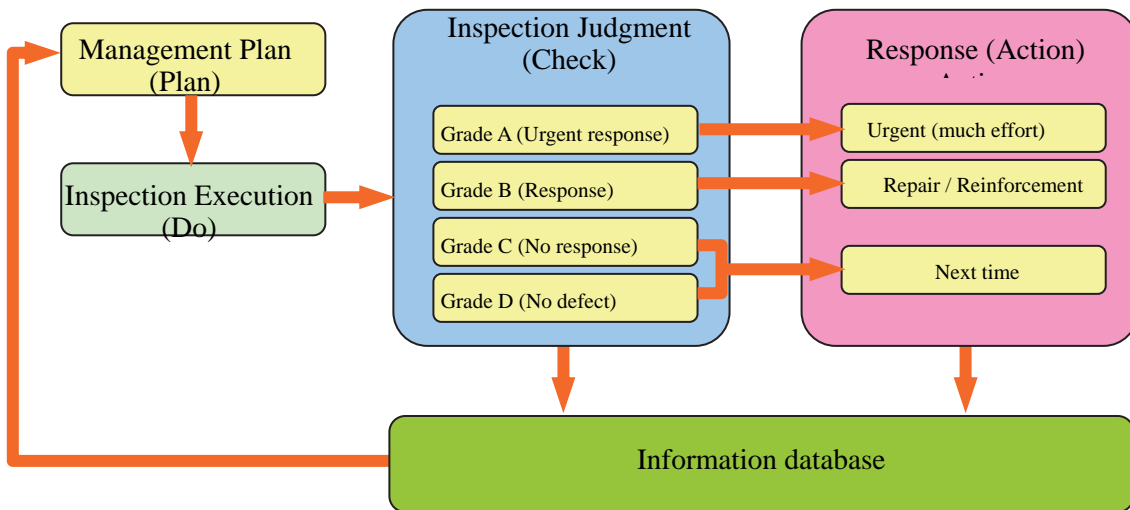 Management Plan
(Plan)
Inspection Execution
(Do)
Inspection Judgment
(Check)
Grade A (Urgent response)
Grade B (Response)
Grade C (No response)
Grade D (No defect)
Response (Action)
Urgent (much effort)
Repair / Reinforcement
Next time
Information database